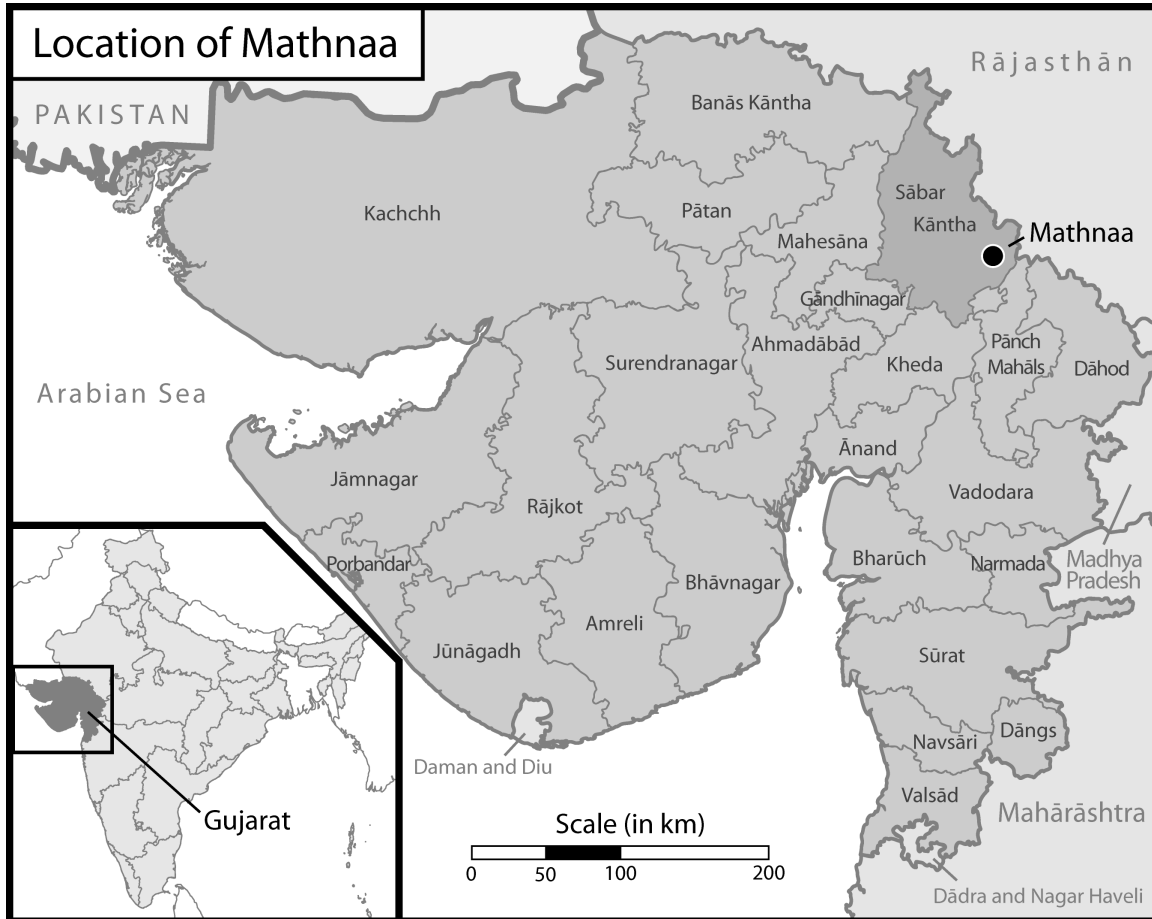 Location of Mathnaa
Rājasthān
PAKISTAN
Banās Kāntha
Kachchh
Pātan
Sābar
Kāntha
Mathnaa
Mahesāna
Gāndhīnagar
Surendranagar
Ahmadābād
Kheda
Pānch
Mahāls
Dāhod
Arabian Sea
Ānand
Jāmnagar
Rājkot
Vadodara
Porbandar
Bhāvnagar
Bharūch
Narmada
Madhya
Pradesh
Amreli
Jūnāgadh
Sūrat
Navsāri
Dāngs
Daman and Diu
Valsād
Mahārāshtra
Gujarat
Scale (in km)
0 50 100 200
Dādra and Nagar Haveli